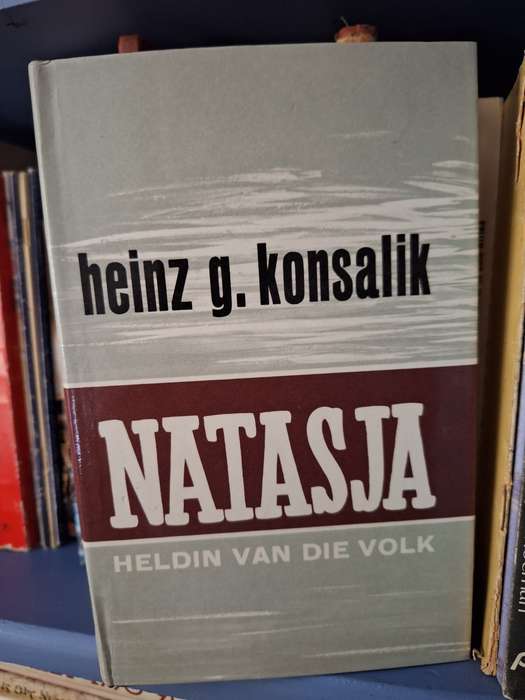 heinz g. konsalik
NATASJA
HELDIN VAN DIE VOLK